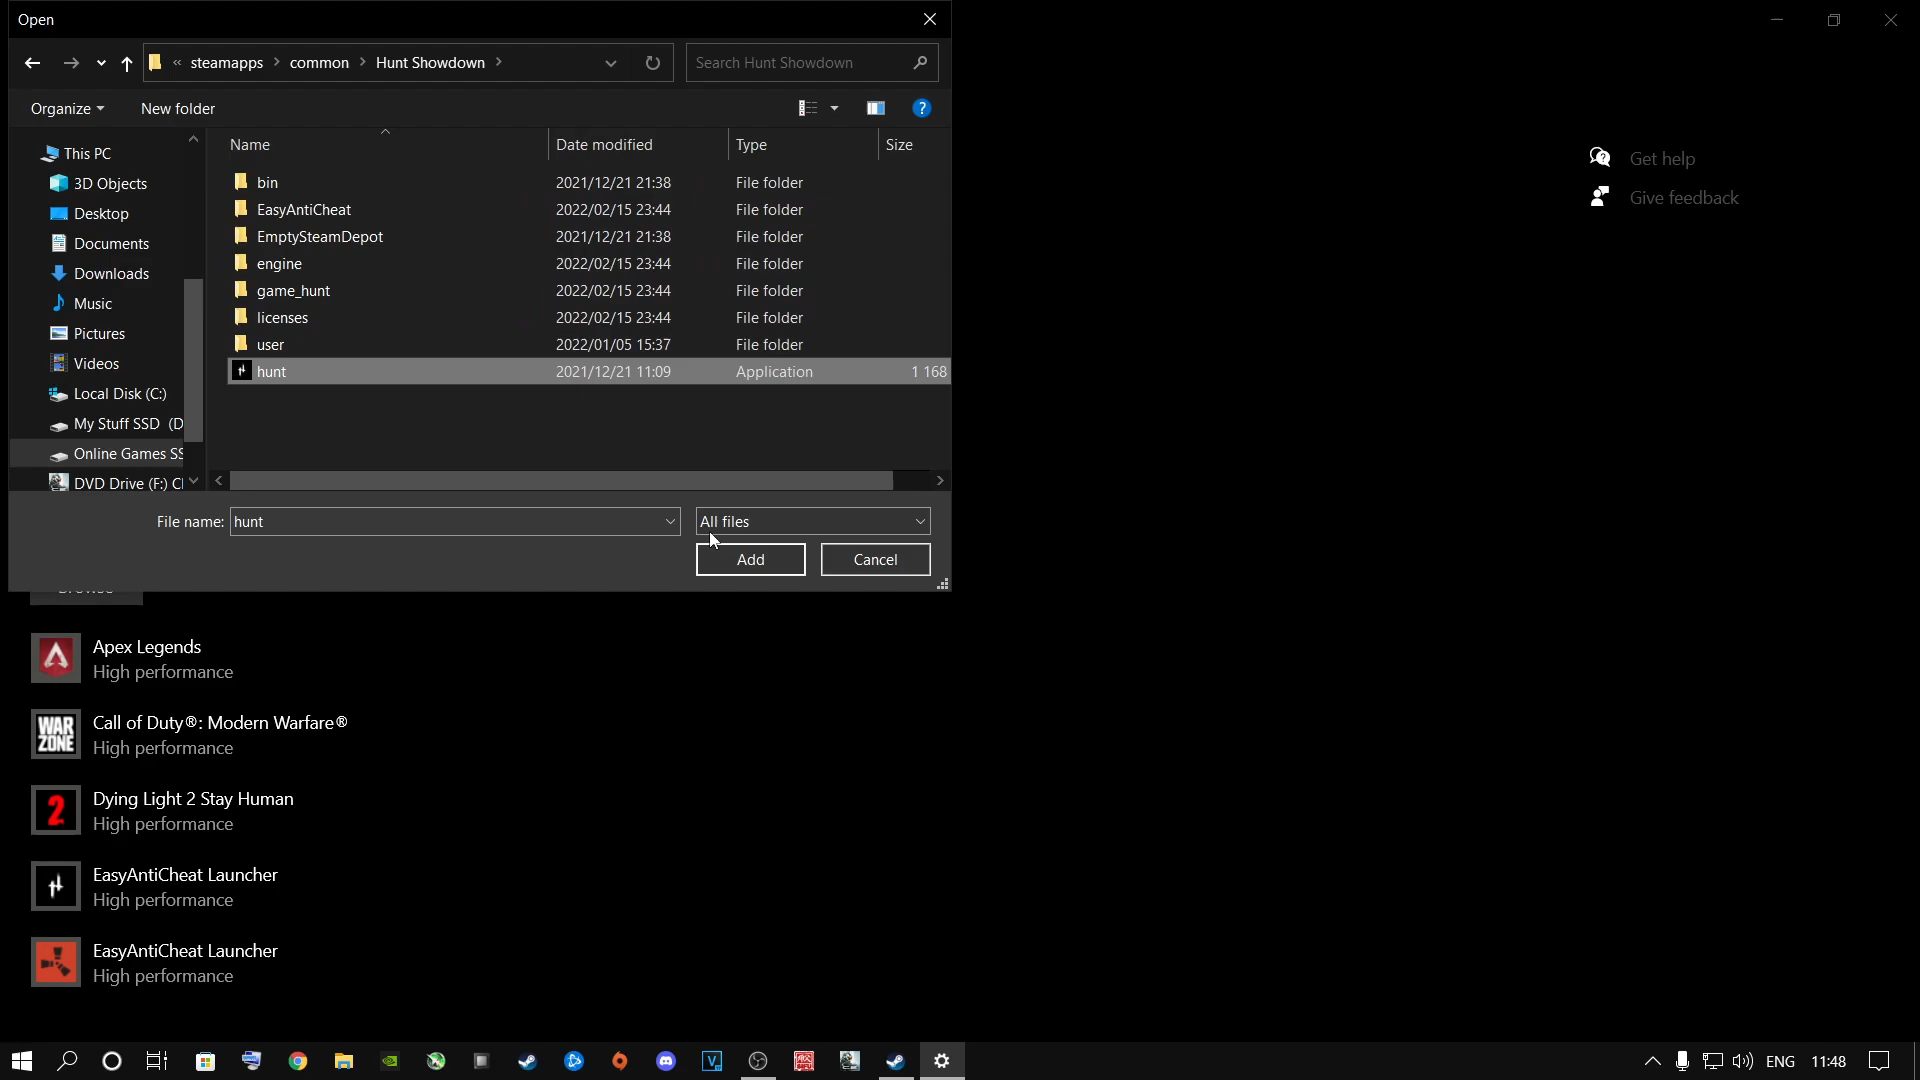 Open
« steamapps > common > Hunt Showdown >
Search Hunt Showdown
Organize
New folder
This PC
3D Objects
Desktop
Documents
Downloads
Music
Pictures
Videos
Local Disk (C:)
My Stuff SSD (D
Online Games SS
DVD Drive (F:) C
Name Date modified Type Size
bin 2021/12/21 21:38 File folder
EasyAntiCheat 2022/02/15 23:44 File folder
EmptySteamDepot 2021/12/21 21:38 File folder
engine 2022/02/15 23:44 File folder
game_hunt 2022/02/15 23:44 File folder
licenses 2022/02/15 23:44 File folder
user 2022/01/05 15:37 File folder
hunt 2021/12/21 11:09 Application 1 168
File name: hunt
All files
Add
Cancel
Get help
Give feedback
Browse
Apex Legends
High performance
WAR
ZONE
Call of Duty®: Modern Warfare®
High performance
2
Dying Light 2 Stay Human
High performance
EasyAntiCheat Launcher
High performance
EasyAntiCheat Launcher
High performance
ENG
11:48